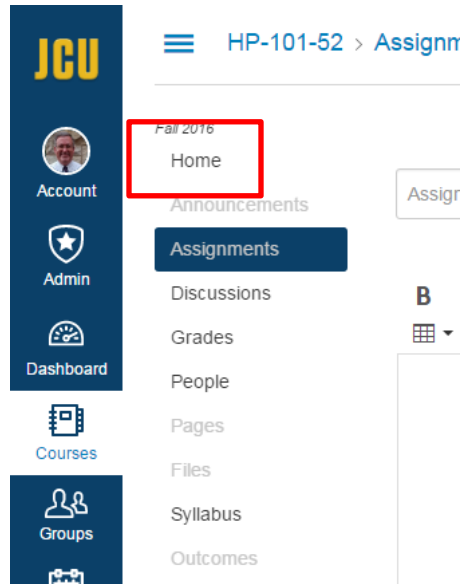 JCU
HP-101-52 > Assignm
Fall 2016
Home
Account
Announcements
Assign
Assignments
Admin
Discussions
B
Grades
Dashboard
People
Pages
Courses
Files
Syllabus
Groups
Outcomes